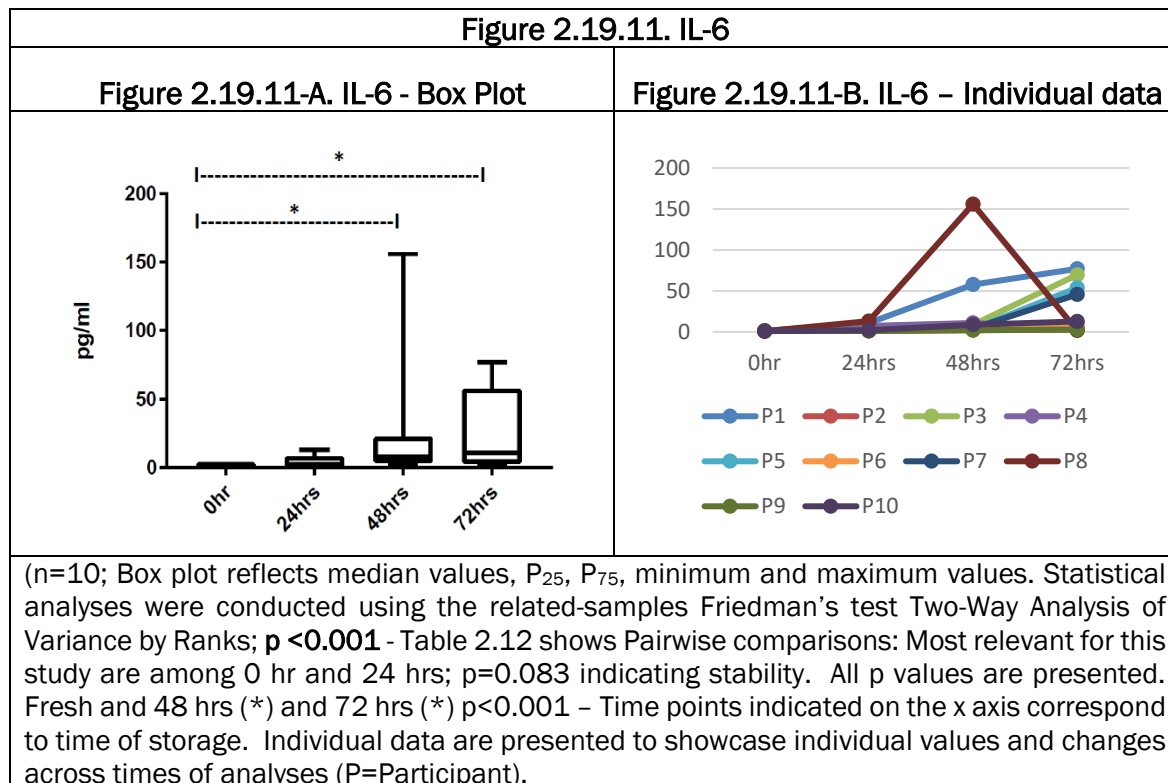 Figure 2.19.11. IL-6
Figure 2.19.11-A. IL-6 - Box Plot
Figure 2.19.11-B. IL-6 – Individual data
*
*
200
150
100
50
0
pg/ml
0hr
24hrs
48hrs
72hrs
200
150
100
50
0
0hr 24hrs 48hrs 72hrs
P1 P2 P3 P4
P5 P6 P7 P8
P9 P10
(n=10; Box plot reflects median values, P25, P75, minimum and maximum values. Statistical
analyses were conducted using the related-samples Friedman's test Two-Way Analysis of
Variance by Ranks; p <0.001 - Table 2.12 shows Pairwise comparisons: Most relevant for this
study are among 0 hr and 24 hrs; p=0.083 indicating stability. All p values are presented.
Fresh and 48 hrs (*) and 72 hrs (*) p<0.001 – Time points indicated on the x axis correspond
to time of storage. Individual data are presented to showcase individual values and changes
across times of analyses (P=Participant).